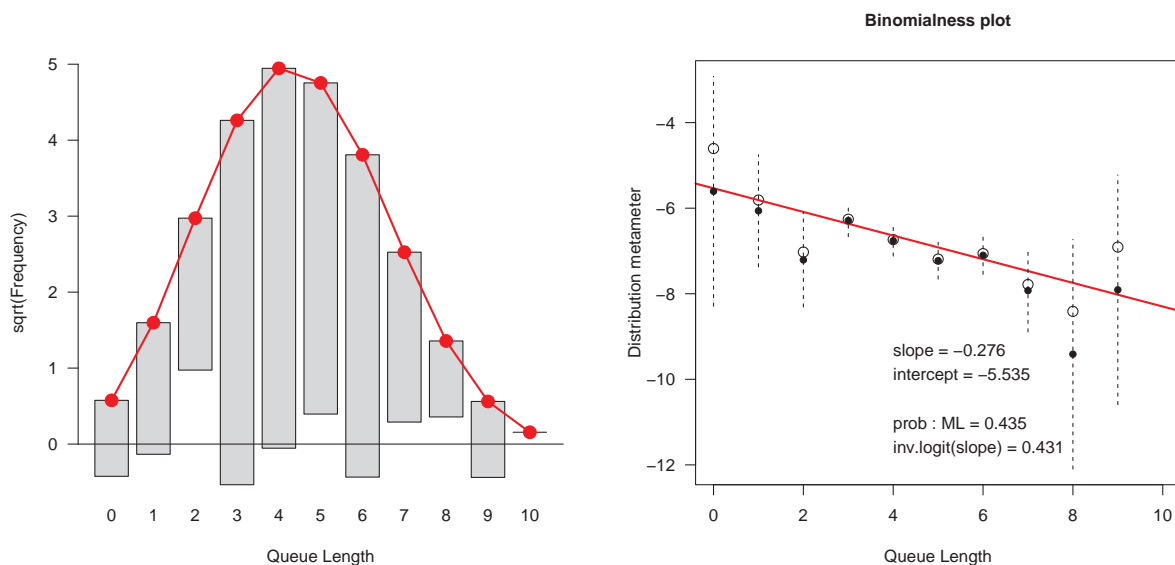 sqrt(Frequency)
5
4
3
2
1
0
0 1 2 3 4 5 6 7 8 9 10
Queue Length
Binomialness plot
Distribution metameter
−4
−6
−8
−10
−12
slope = −0.276
intercept = −5.535
prob : ML = 0.435
inv.logit(slope) = 0.431
0 2 4 6 8 10
Queue Length